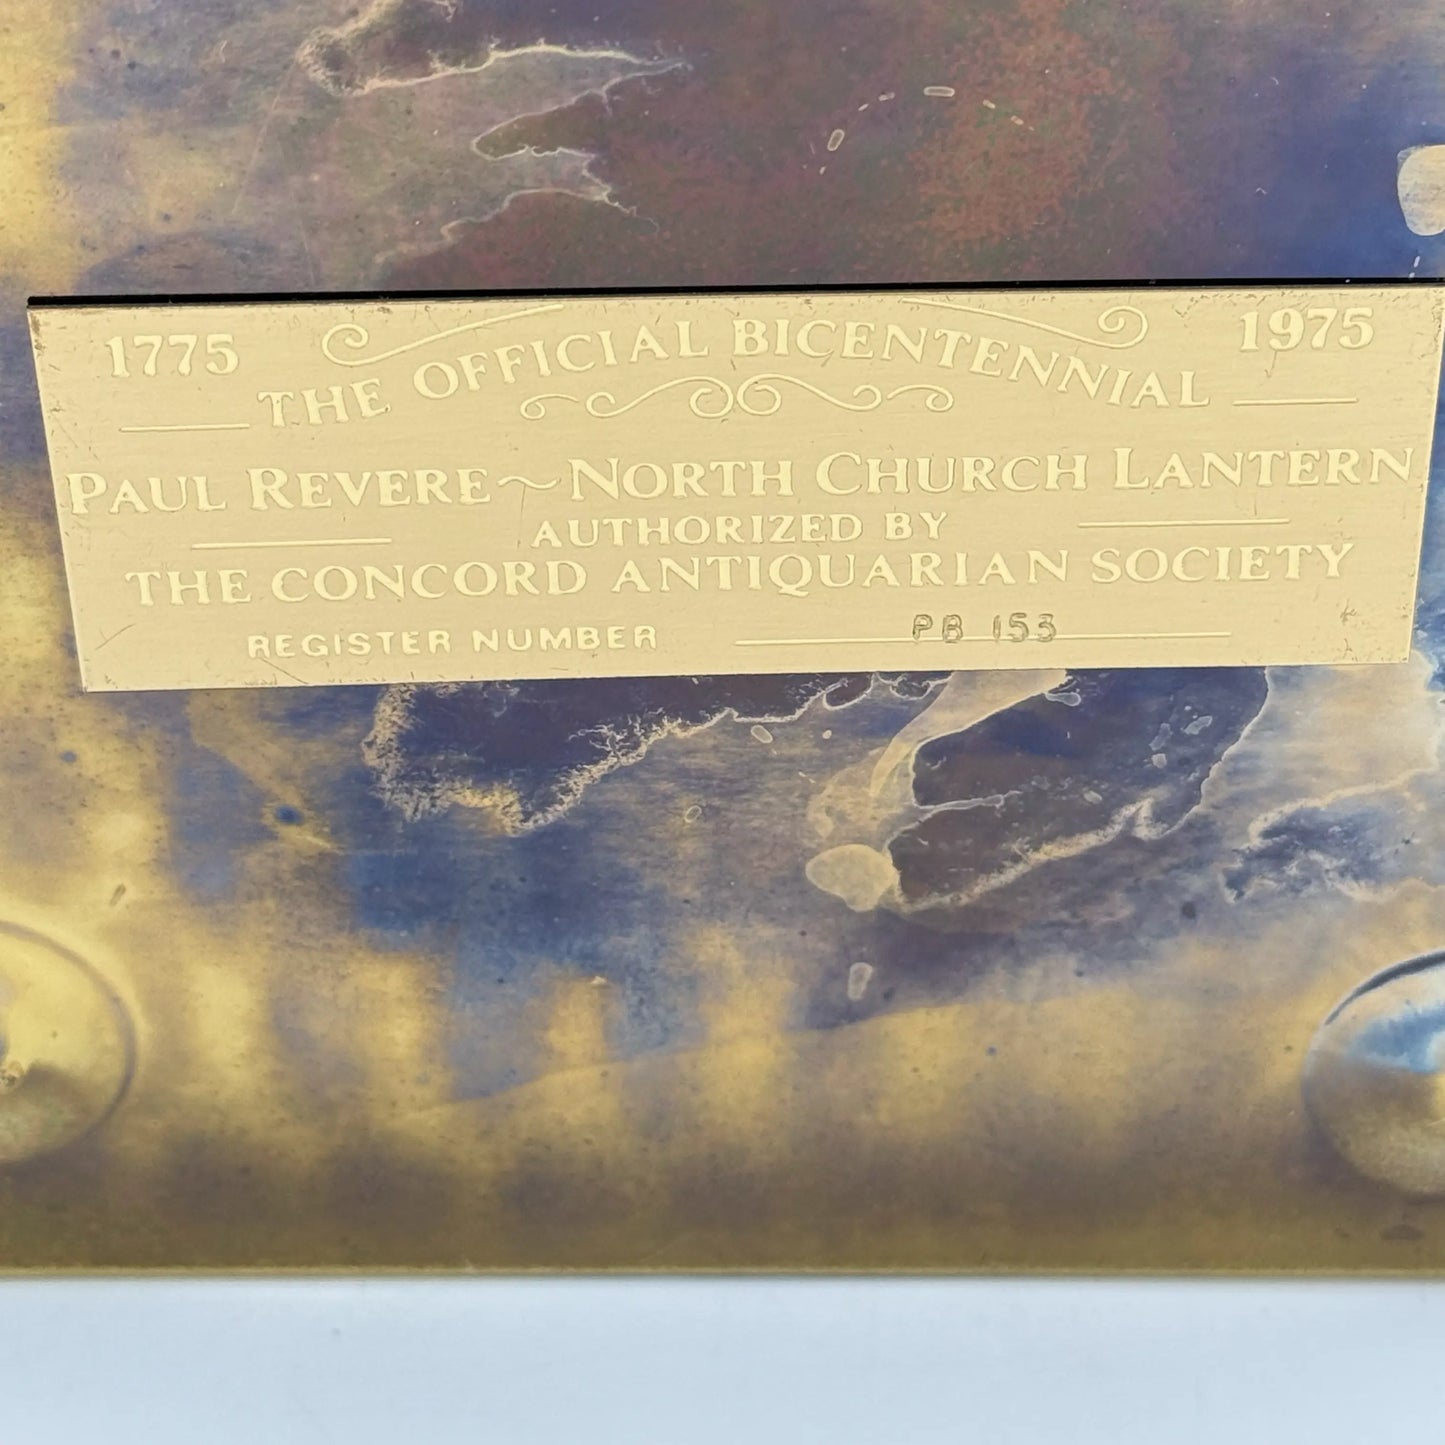 1775 1975
THE OFFICIAL BICENTENNIAL
PAUL REVERE ~ NORTH CHURCH LANTERN
AUTHORIZED BY
THE CONCORD ANTIQUARIAN SOCIETY
REGISTER NUMBER PB 153